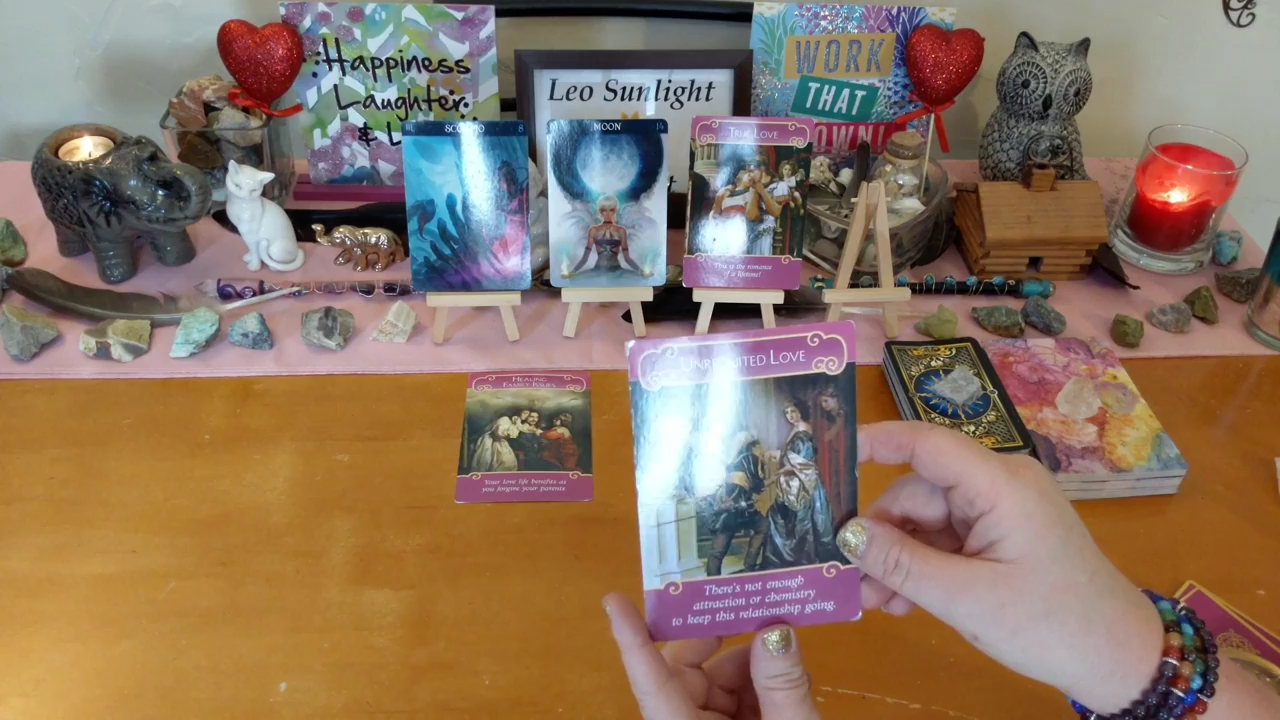 Happiness
Laughter
&
Leo Sunlight
WORK
THAT
III
SCORPIO
8
MOON
TRUE LOVE
This is the romance
of a lifetime!
HEALING
FAMILY ISSUES
Your love life benefits as
you forgive your parents.
UNREQUITED LOVE
There's not enough
attraction or chemistry
to keep this relationship going.